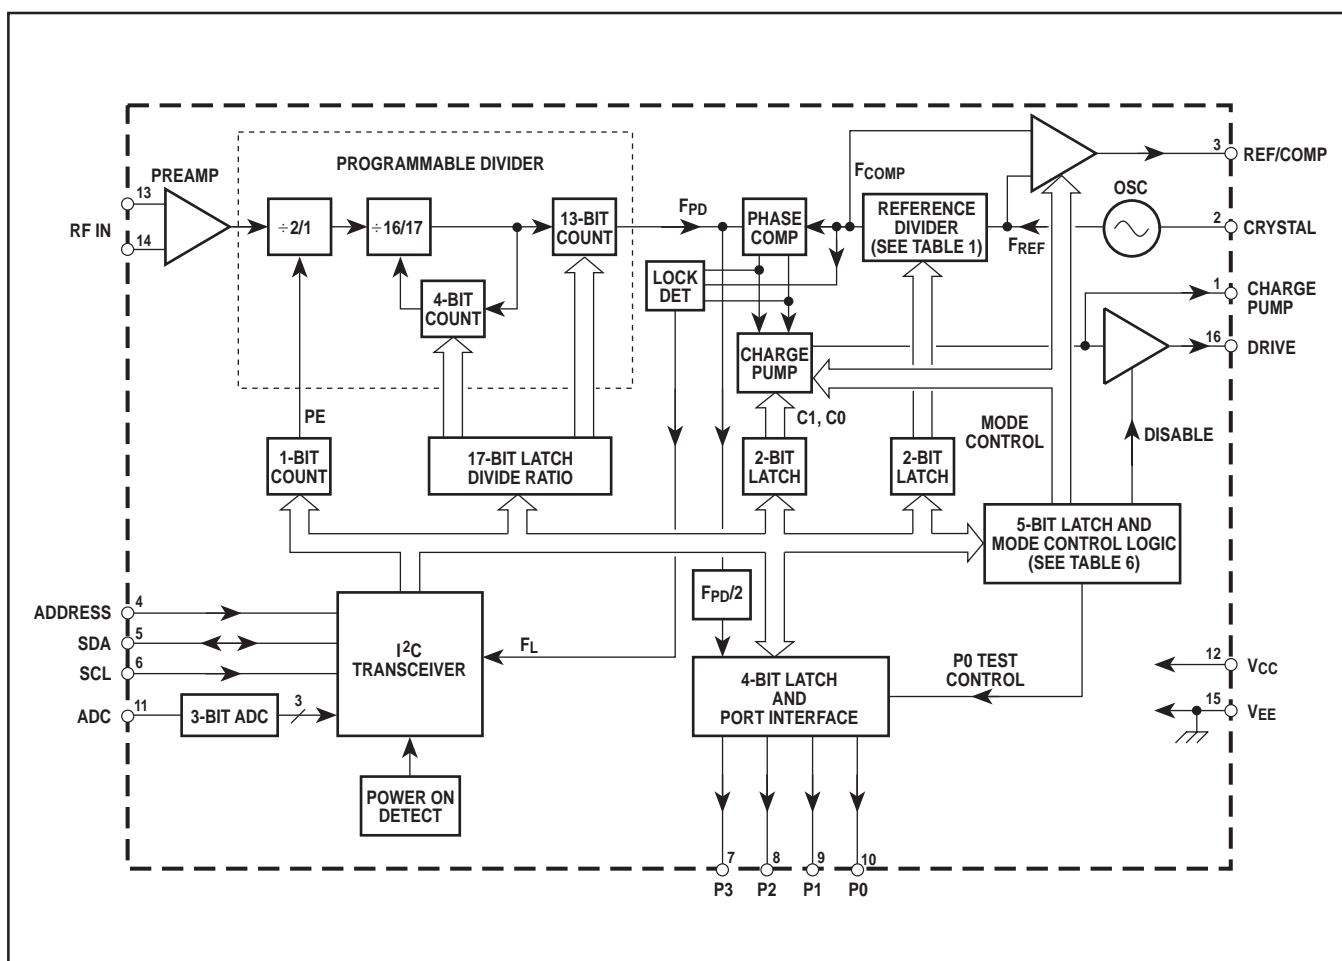 PROGRAMMABLE DIVIDER
PREAMP
13
RF IN
14
÷2/1
÷16/17
13-BIT
COUNT
4-BIT
COUNT
FPD
PHASE
COMP
FCOMP
REFERENCE
DIVIDER
(SEE TABLE 1)
FREF
OSC
3
REF/COMP
2
CRYSTAL
1
CHARGE
PUMP
16
DRIVE
LOCK
DET
CHARGE
PUMP
C1, C0
MODE
CONTROL
DISABLE
PE
1-BIT
COUNT
17-BIT LATCH
DIVIDE RATIO
2-BIT
LATCH
2-BIT
LATCH
5-BIT LATCH AND
MODE CONTROL LOGIC
(SEE TABLE 6)
FPD/2
ADDRESS
4
SDA
5
SCL
6
ADC
11
3-BIT ADC
3
I2C
TRANSCEIVER
FL
4-BIT LATCH
AND
PORT INTERFACE
P0 TEST
CONTROL
12
VCC
15
VEE
POWER ON
DETECT
7
8
9
10
P3
P2
P1
P0